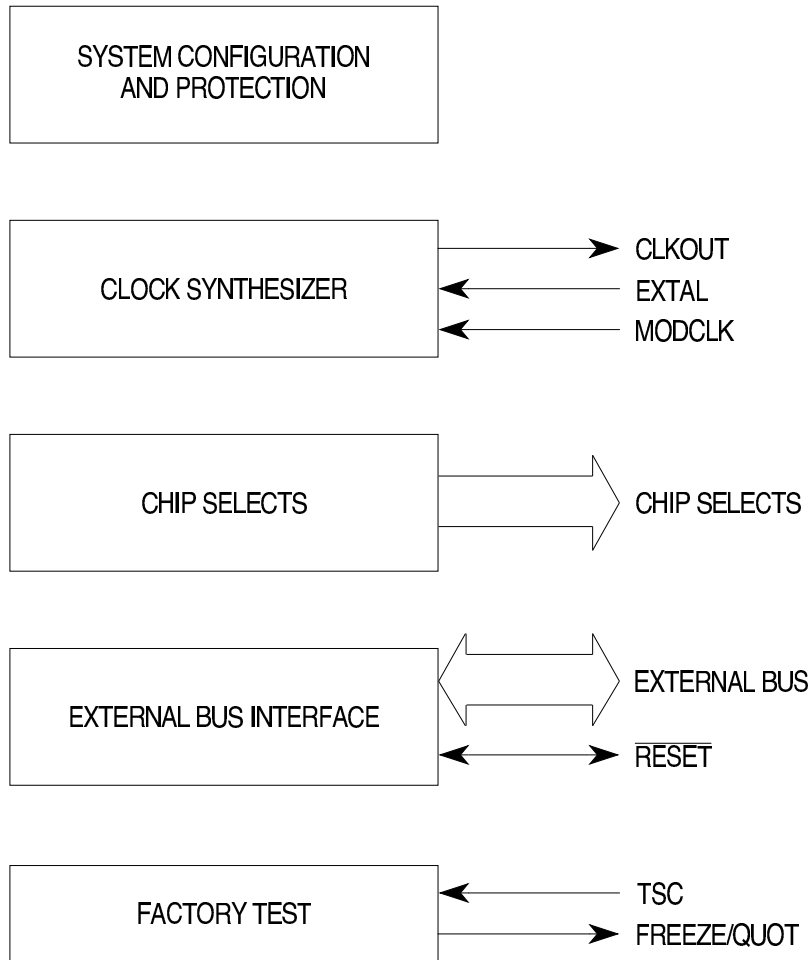 SYSTEM CONFIGURATION
AND PROTECTION
CLOCK SYNTHESIZER
CLKOUT
EXTAL
MODCLK
CHIP SELECTS
CHIP SELECTS
EXTERNAL BUS INTERFACE
EXTERNAL BUS
RESET
FACTORY TEST
TSC
FREEZE/QUOT